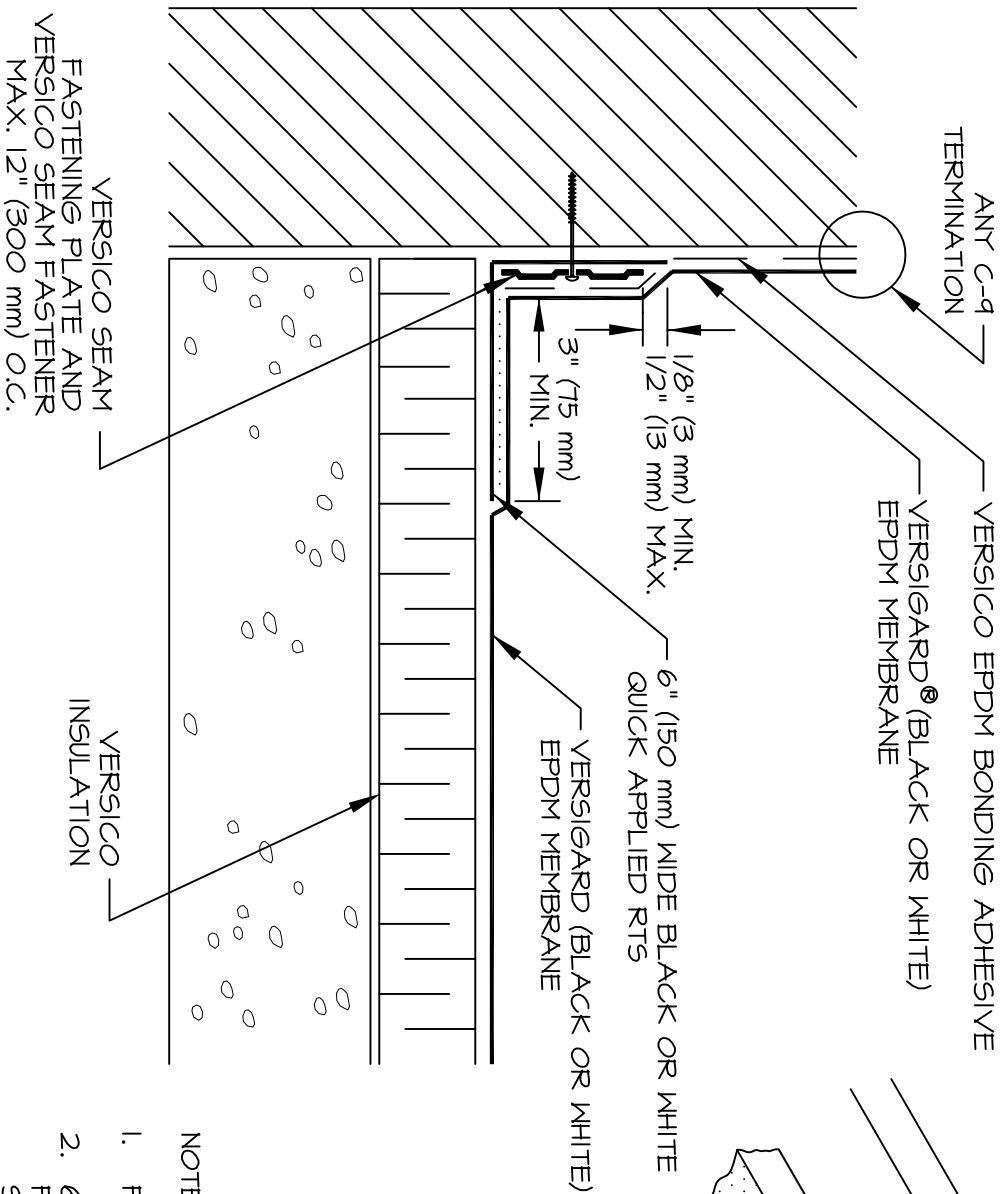 ANY C-9
TERMINATION
VERSICO EPDM BONDING ADHESIVE
VERSIGARD® (BLACK OR WHITE)
EPDM MEMBRANE
1/8" (3 mm) MIN.
1/2" (13 mm) MAX.
3" (75 mm)
MIN.
6" (150 mm) WIDE BLACK OR WHITE
QUICK APPLIED RTS
VERSIGARD (BLACK OR WHITE)
EPDM MEMBRANE
VERSICO SEAM
FASTENING PLATE AND
VERSICO SEAM FASTENER
MAX. 12" (300 mm) O.C.
VERSICO
INSULATION
NOTE
1.
2.